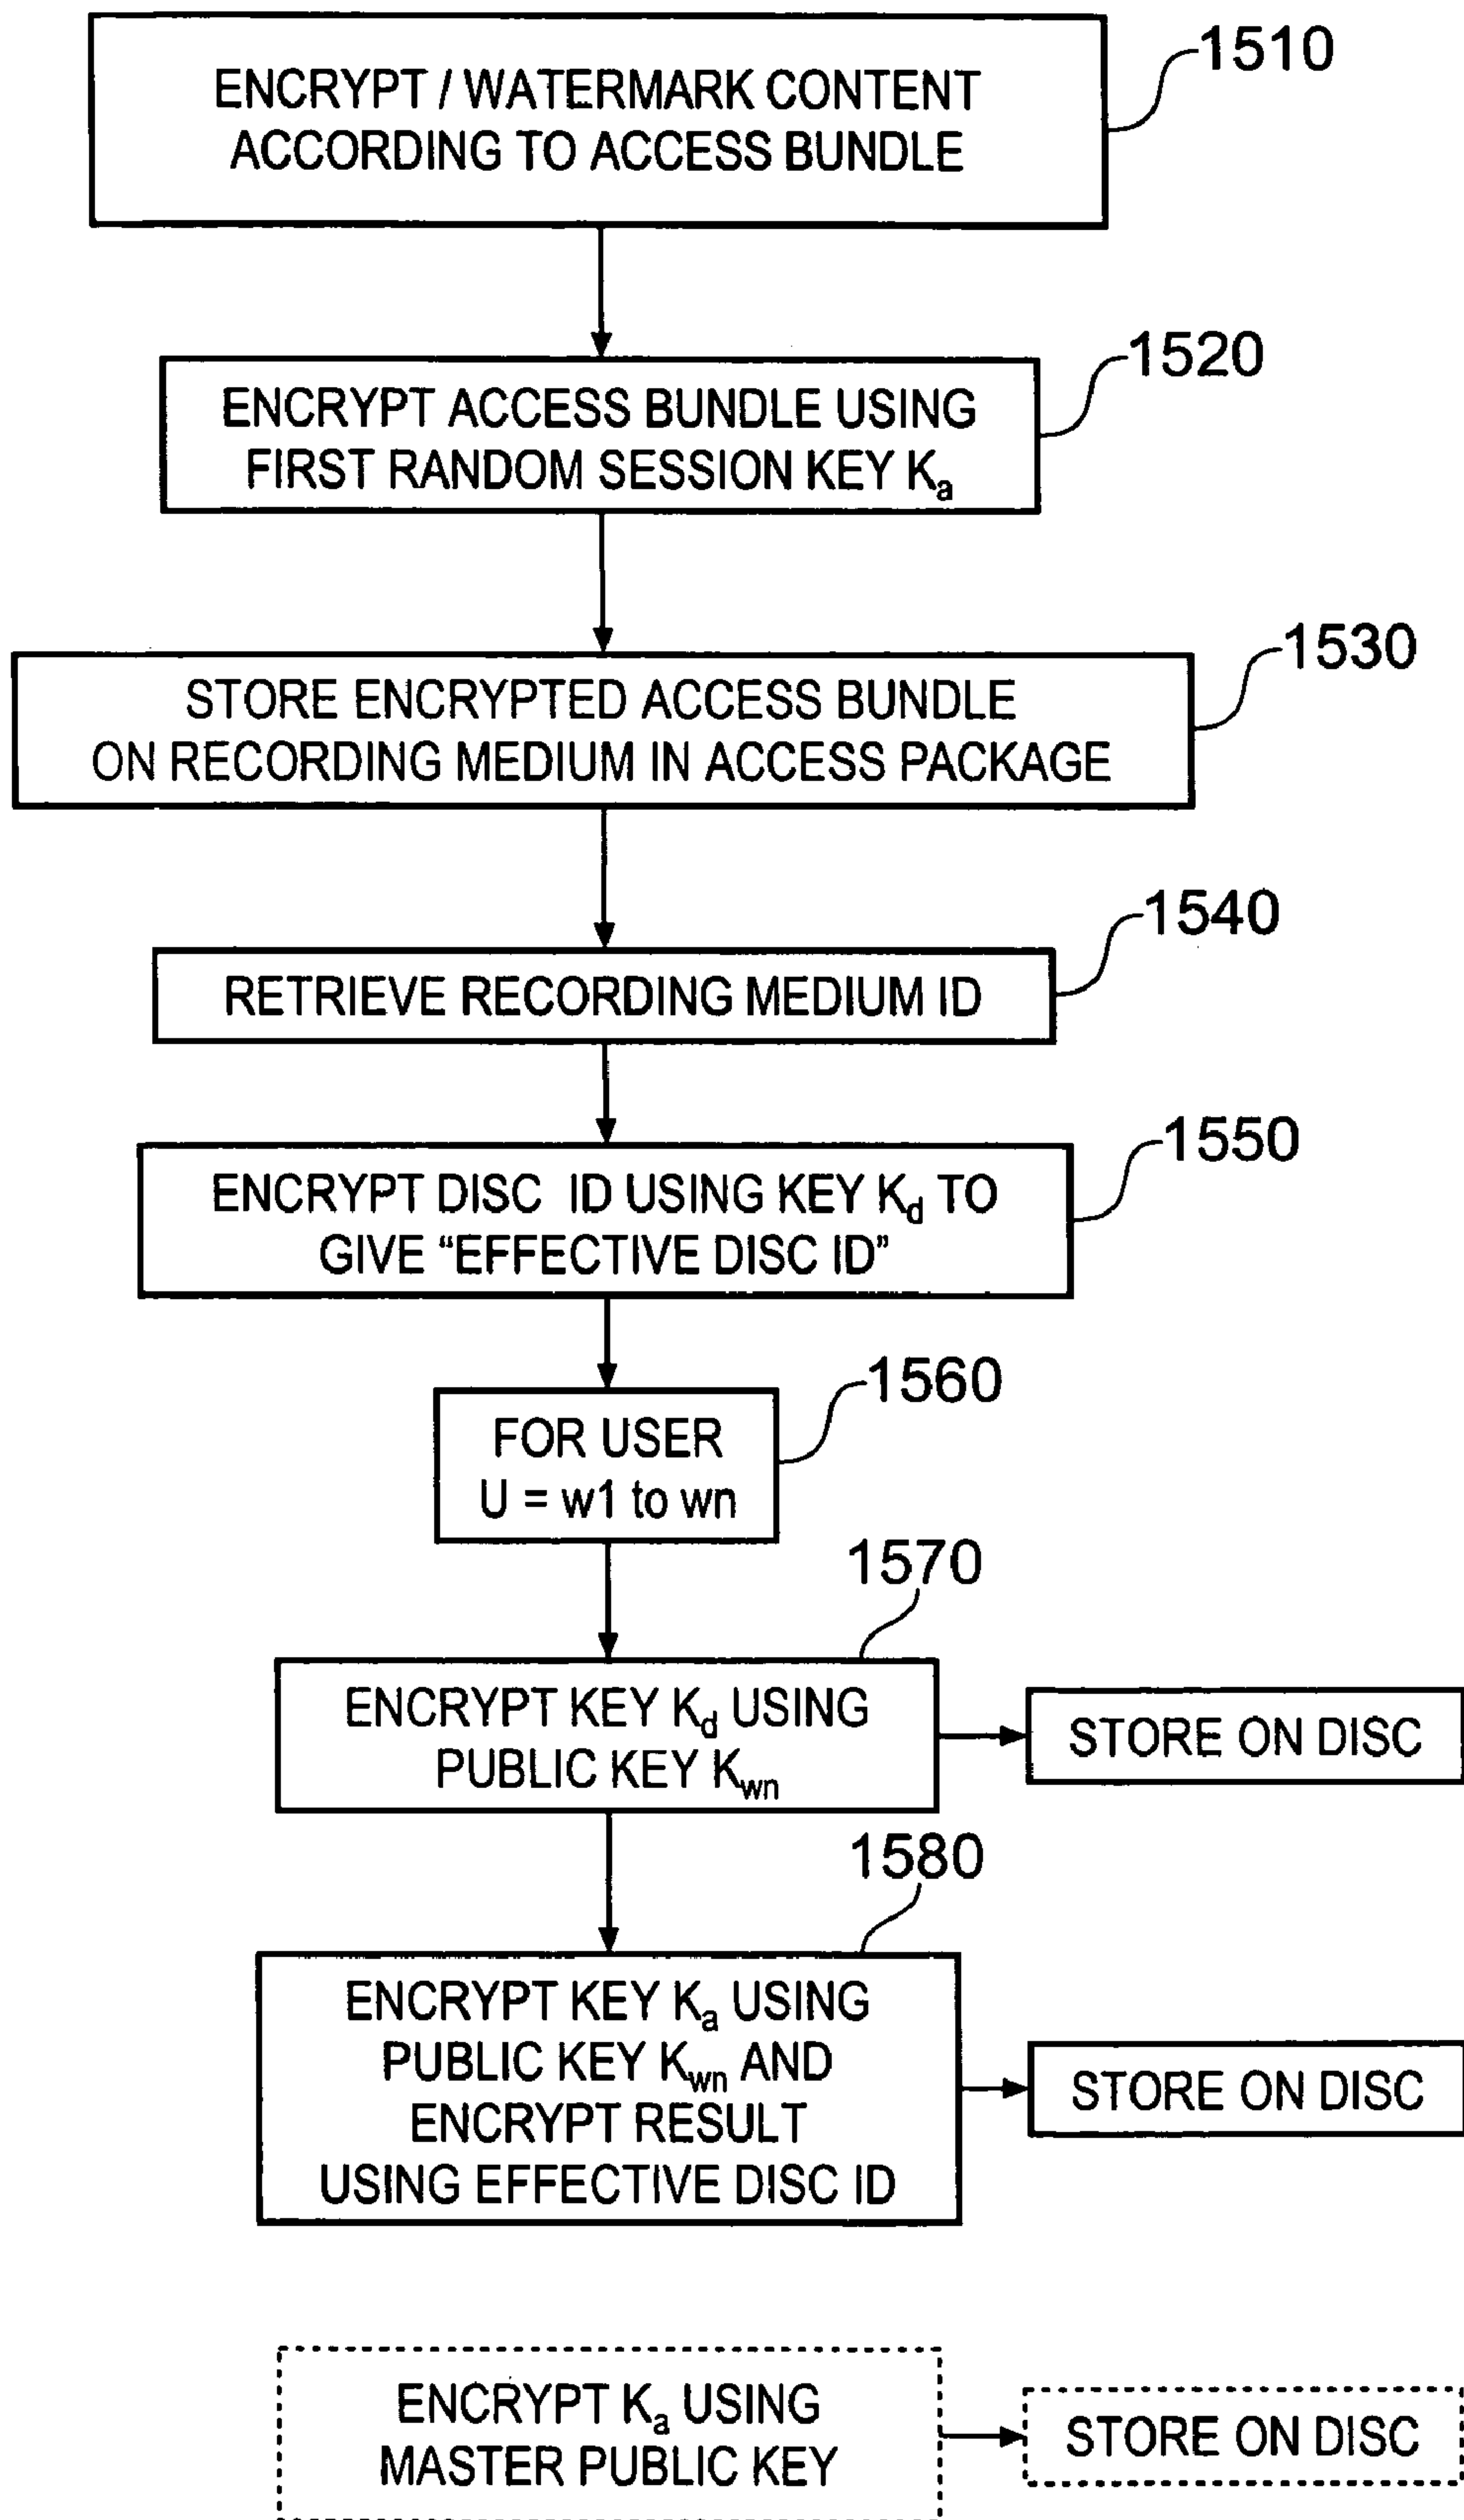 1510
ENCRYPT / WATERMARK CONTENT
ACCORDING TO ACCESS BUNDLE
1520
ENCRYPT ACCESS BUNDLE USING
FIRST RANDOM SESSION KEY Ka
1530
STORE ENCRYPTED ACCESS BUNDLE
ON RECORDING MEDIUM IN ACCESS PACKAGE
1540
RETRIEVE RECORDING MEDIUM ID
1550
ENCRYPT DISC ID USING KEY Kd TO
GIVE “EFFECTIVE DISC ID”
1560
FOR USER
U = w1 to wn
1570
ENCRYPT KEY Kd USING
PUBLIC KEY Kwn
STORE ON DISC
1580
ENCRYPT KEY Ka USING
PUBLIC KEY Kwn AND
ENCRYPT RESULT
USING EFFECTIVE DISC ID
STORE ON DISC
ENCRYPT Ka USING
MASTER PUBLIC KEY
STORE ON DISC